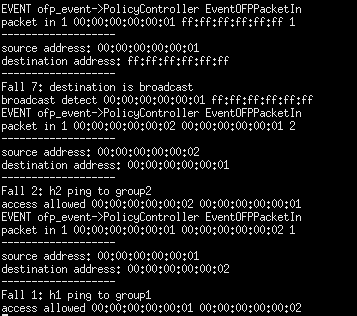 EVENT ofp_event->PolicyController EventOFPPacketIn
packet in 1 00:00:00:00:00:01 ff:ff:ff:ff:ff:ff 1
-------------------
source address: 00:00:00:00:00:01
destination address: ff:ff:ff:ff:ff:ff
-------------------
Fall 7: destination is broadcast
broadcast detect 00:00:00:00:00:01 ff:ff:ff:ff:ff:ff
EVENT ofp_event->PolicyController EventOFPPacketIn
packet in 1 00:00:00:00:00:02 00:00:00:00:00:01 2
-------------------
source address: 00:00:00:00:00:02
destination address: 00:00:00:00:00:01
-------------------
Fall 2: h2 ping to group2
access allowed 00:00:00:00:00:02 00:00:00:00:00:01
EVENT ofp_event->PolicyController EventOFPPacketIn
packet in 1 00:00:00:00:00:01 00:00:00:00:00:02 1
-------------------
source address: 00:00:00:00:00:01
destination address: 00:00:00:00:00:02
-------------------
Fall 1: h1 ping to group1
access allowed 00:00:00:00:00:01 00:00:00:00:00:02